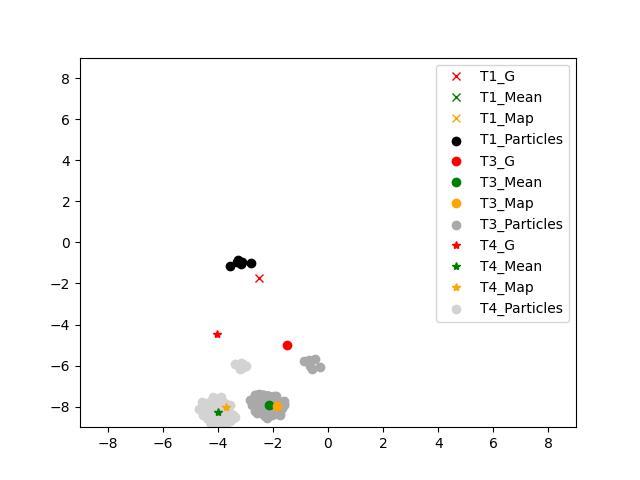 8
6
4
2
0
−2
−4
−6
−8
−8
−6
−4
−2
0
2
4
6
8
T1_G
T1_Mean
T1_Map
T1_Particles
T3_G
T3_Mean
T3_Map
T3_Particles
T4_G
T4_Mean
T4_Map
T4_Particles